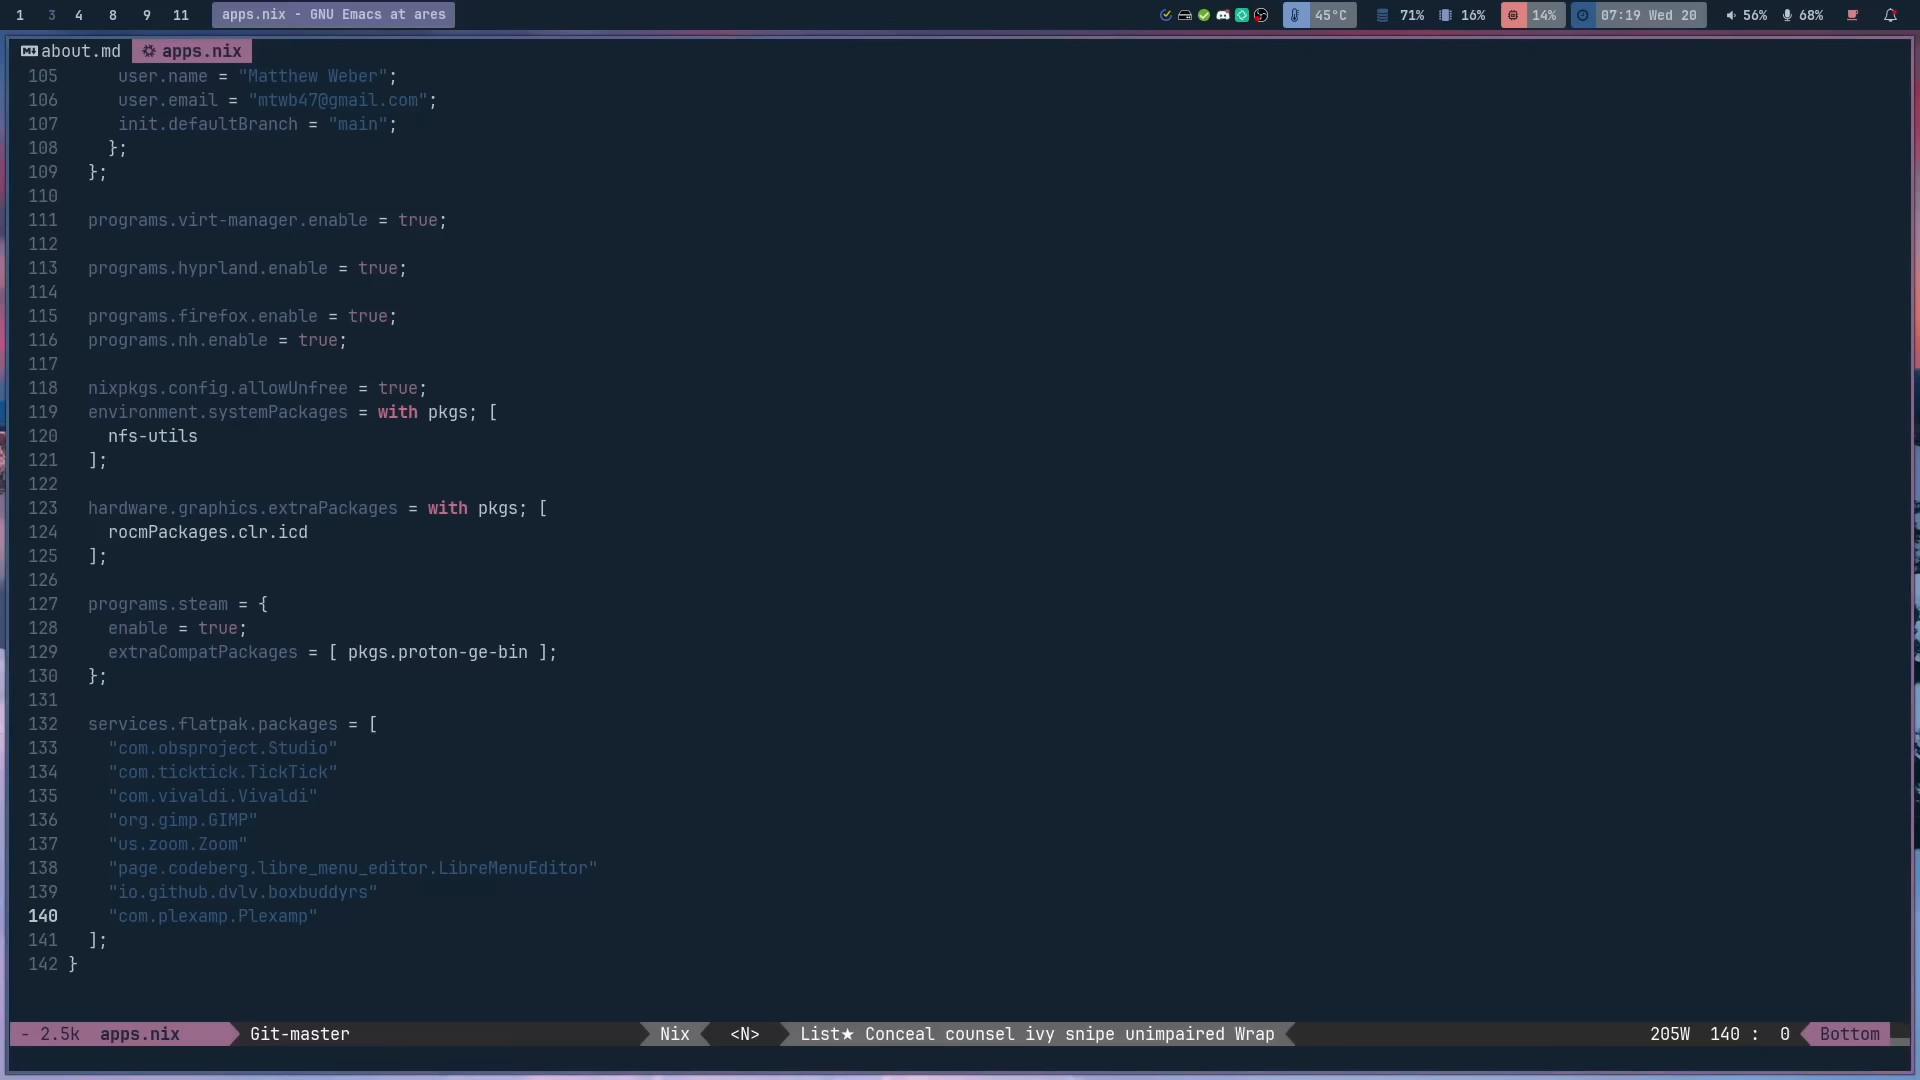 1 3 4 8 9 11 apps.nix - GNU Emacs at ares 45°C 71% 16% 14% 07:19 Wed 20 56% 68%
about.md apps.nix
105 user.name = "Matthew Weber";
106 user.email = "mtwb47@gmail.com";
107 init.defaultBranch = "main";
108 };
109 };
110
111 programs.virt-manager.enable = true;
112
113 programs.hyprland.enable = true;
114
115 programs.firefox.enable = true;
116 programs.nh.enable = true;
117
118 nixpkgs.config.allowUnfree = true;
119 environment.systemPackages = with pkgs; [
120 nfs-utils
121 ];
122
123 hardware.graphics.extraPackages = with pkgs; [
124 rocmPackages.clr.icd
125 ];
126
127 programs.steam = {
128 enable = true;
129 extraCompatPackages = [ pkgs.proton-ge-bin ];
130 };
131
132 services.flatpak.packages = [
133 "com.obsproject.Studio"
134 "com.ticktick.TickTick"
135 "com.vivaldi.Vivaldi"
136 "org.gimp.GIMP"
137 "us.zoom.Zoom"
138 "page.codeberg.libre_menu_editor.LibreMenuEditor"
139 "io.github.dvlv.boxbuddyrs"
140 "com.plexamp.Plexamp"
141 ];
142 }
- 2.5k apps.nix Git-master Nix <N> List★ Conceal counsel ivy snipe unimpaired Wrap 205W 140 : 0 Bottom